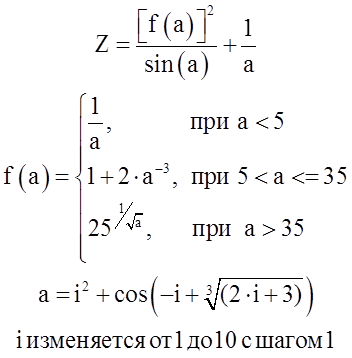 Z = [f(a)]² / sin(a) + 1/a
f(a) = { 1/a, при a < 5
1 + 2·a⁻³, при 5 < a <= 35
25^(1/√a), при a > 35
a = i² + cos(−i + ∛(2·i + 3))
i изменяется от 1 до 10 с шагом 1